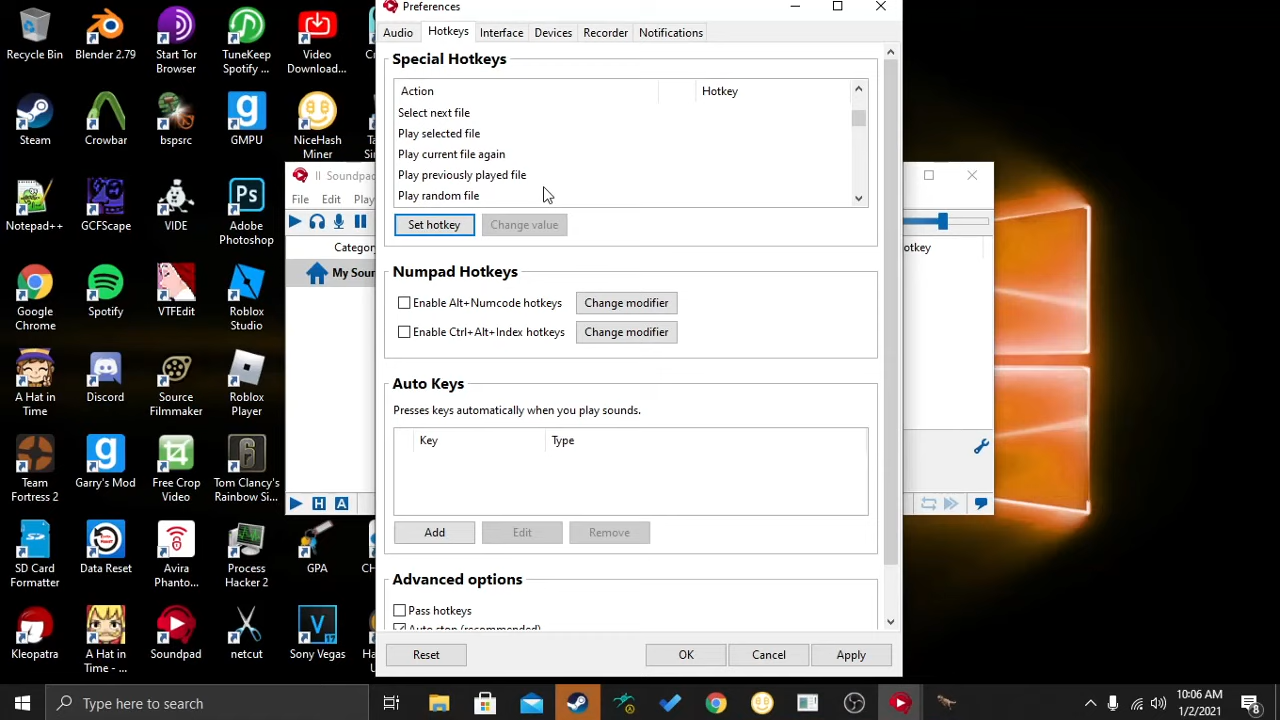 Preferences
Audio Hotkeys Interface Devices Recorder Notifications
Special Hotkeys
Action Hotkey
Select next file
Play selected file
Play current file again
Play previously played file
Play random file
Set hotkey Change value
Numpad Hotkeys
Enable Alt+Numcode hotkeys Change modifier
Enable Ctrl+Alt+Index hotkeys Change modifier
Auto Keys
Presses keys automatically when you play sounds.
Key Type
Add Edit Remove
Advanced options
Pass hotkeys
Auto stop (recommended)
Reset OK Cancel Apply
Soundpad
File Edit Play
Category
My Soun
otkey
H A
Recycle Bin
Blender 2.79
Start Tor
Browser
TuneKeep
Spotify ...
Video
Download...
Steam
Crowbar
bspsrc
GMPU
NiceHash
Miner
Notepad++
GCFScape
VIDE
Adobe
Photoshop
Google
Chrome
Spotify
VTFEdit
Roblox
Studio
A Hat in
Time
Discord
Source
Filmmaker
Roblox
Player
Team
Fortress 2
Garry's Mod
Free Crop
Video
Tom Clancy's
Rainbow Si...
SD Card
Formatter
Data Reset
Avira
Phanto...
Process
Hacker 2
GPA
Kleopatra
A Hat in
Time - ...
Soundpad
netcut
Sony Vegas
Type here to search
10:06 AM
1/2/2021
8